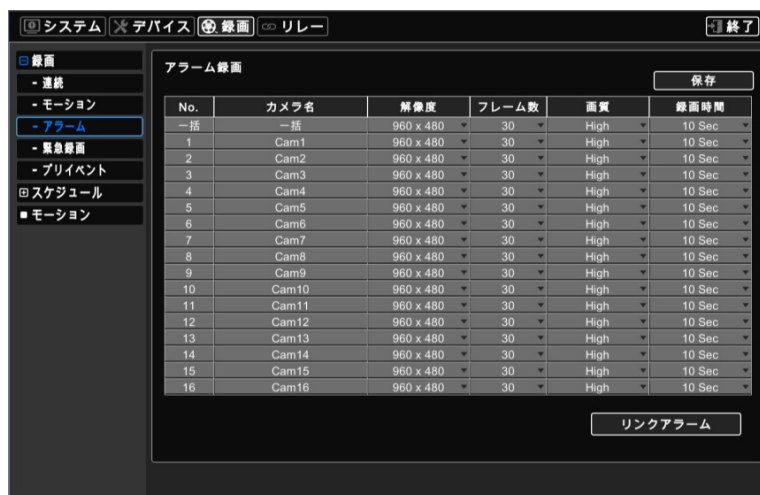 システム デバイス 録画 リレー 終了
録画
- 連続
- モーション
- アラーム
- 緊急録画
- プリイベント
スケジュール
モーション
アラーム録画
保存
No. カメラ名 解像度 フレーム数 画質 録画時間
一括 一括 960 x 480 30 High 10 Sec
1 Cam1 960 x 480 30 High 10 Sec
2 Cam2 960 x 480 30 High 10 Sec
3 Cam3 960 x 480 30 High 10 Sec
4 Cam4 960 x 480 30 High 10 Sec
5 Cam5 960 x 480 30 High 10 Sec
6 Cam6 960 x 480 30 High 10 Sec
7 Cam7 960 x 480 30 High 10 Sec
8 Cam8 960 x 480 30 High 10 Sec
9 Cam9 960 x 480 30 High 10 Sec
10 Cam10 960 x 480 30 High 10 Sec
11 Cam11 960 x 480 30 High 10 Sec
12 Cam12 960 x 480 30 High 10 Sec
13 Cam13 960 x 480 30 High 10 Sec
14 Cam14 960 x 480 30 High 10 Sec
15 Cam15 960 x 480 30 High 10 Sec
16 Cam16 960 x 480 30 High 10 Sec
リンクアラーム